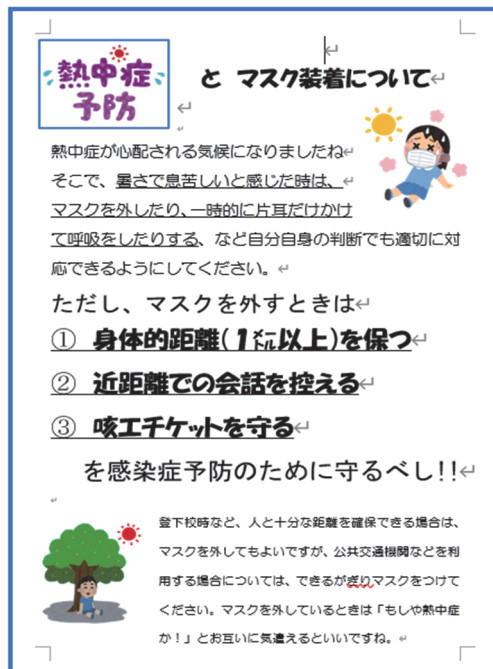 熱中症
予防
と マスク装着について
熱中症が心配される気候になりましたね
そこで、暑さで息苦しいと感じた時は、
マスクを外したり、一時的に片耳だけかけ
て呼吸をしたりする、など自分自身の判断でも適切に対
応できるようにしてください。
ただし、マスクを外すときは
① 身体的距離(1㍍以上)を保つ
② 近距離での会話を控える
③ 咳エチケットを守る
を感染症予防のために守るべし!!
登下校時など、人と十分な距離を確保できる場合は、
マスクを外してもよいですが、公共交通機関などを利
用する場合については、できるがぎりマスクをつけて
ください。マスクを外しているときは「もしや熱中症
か！」とお互いに気遣えるといいですね。